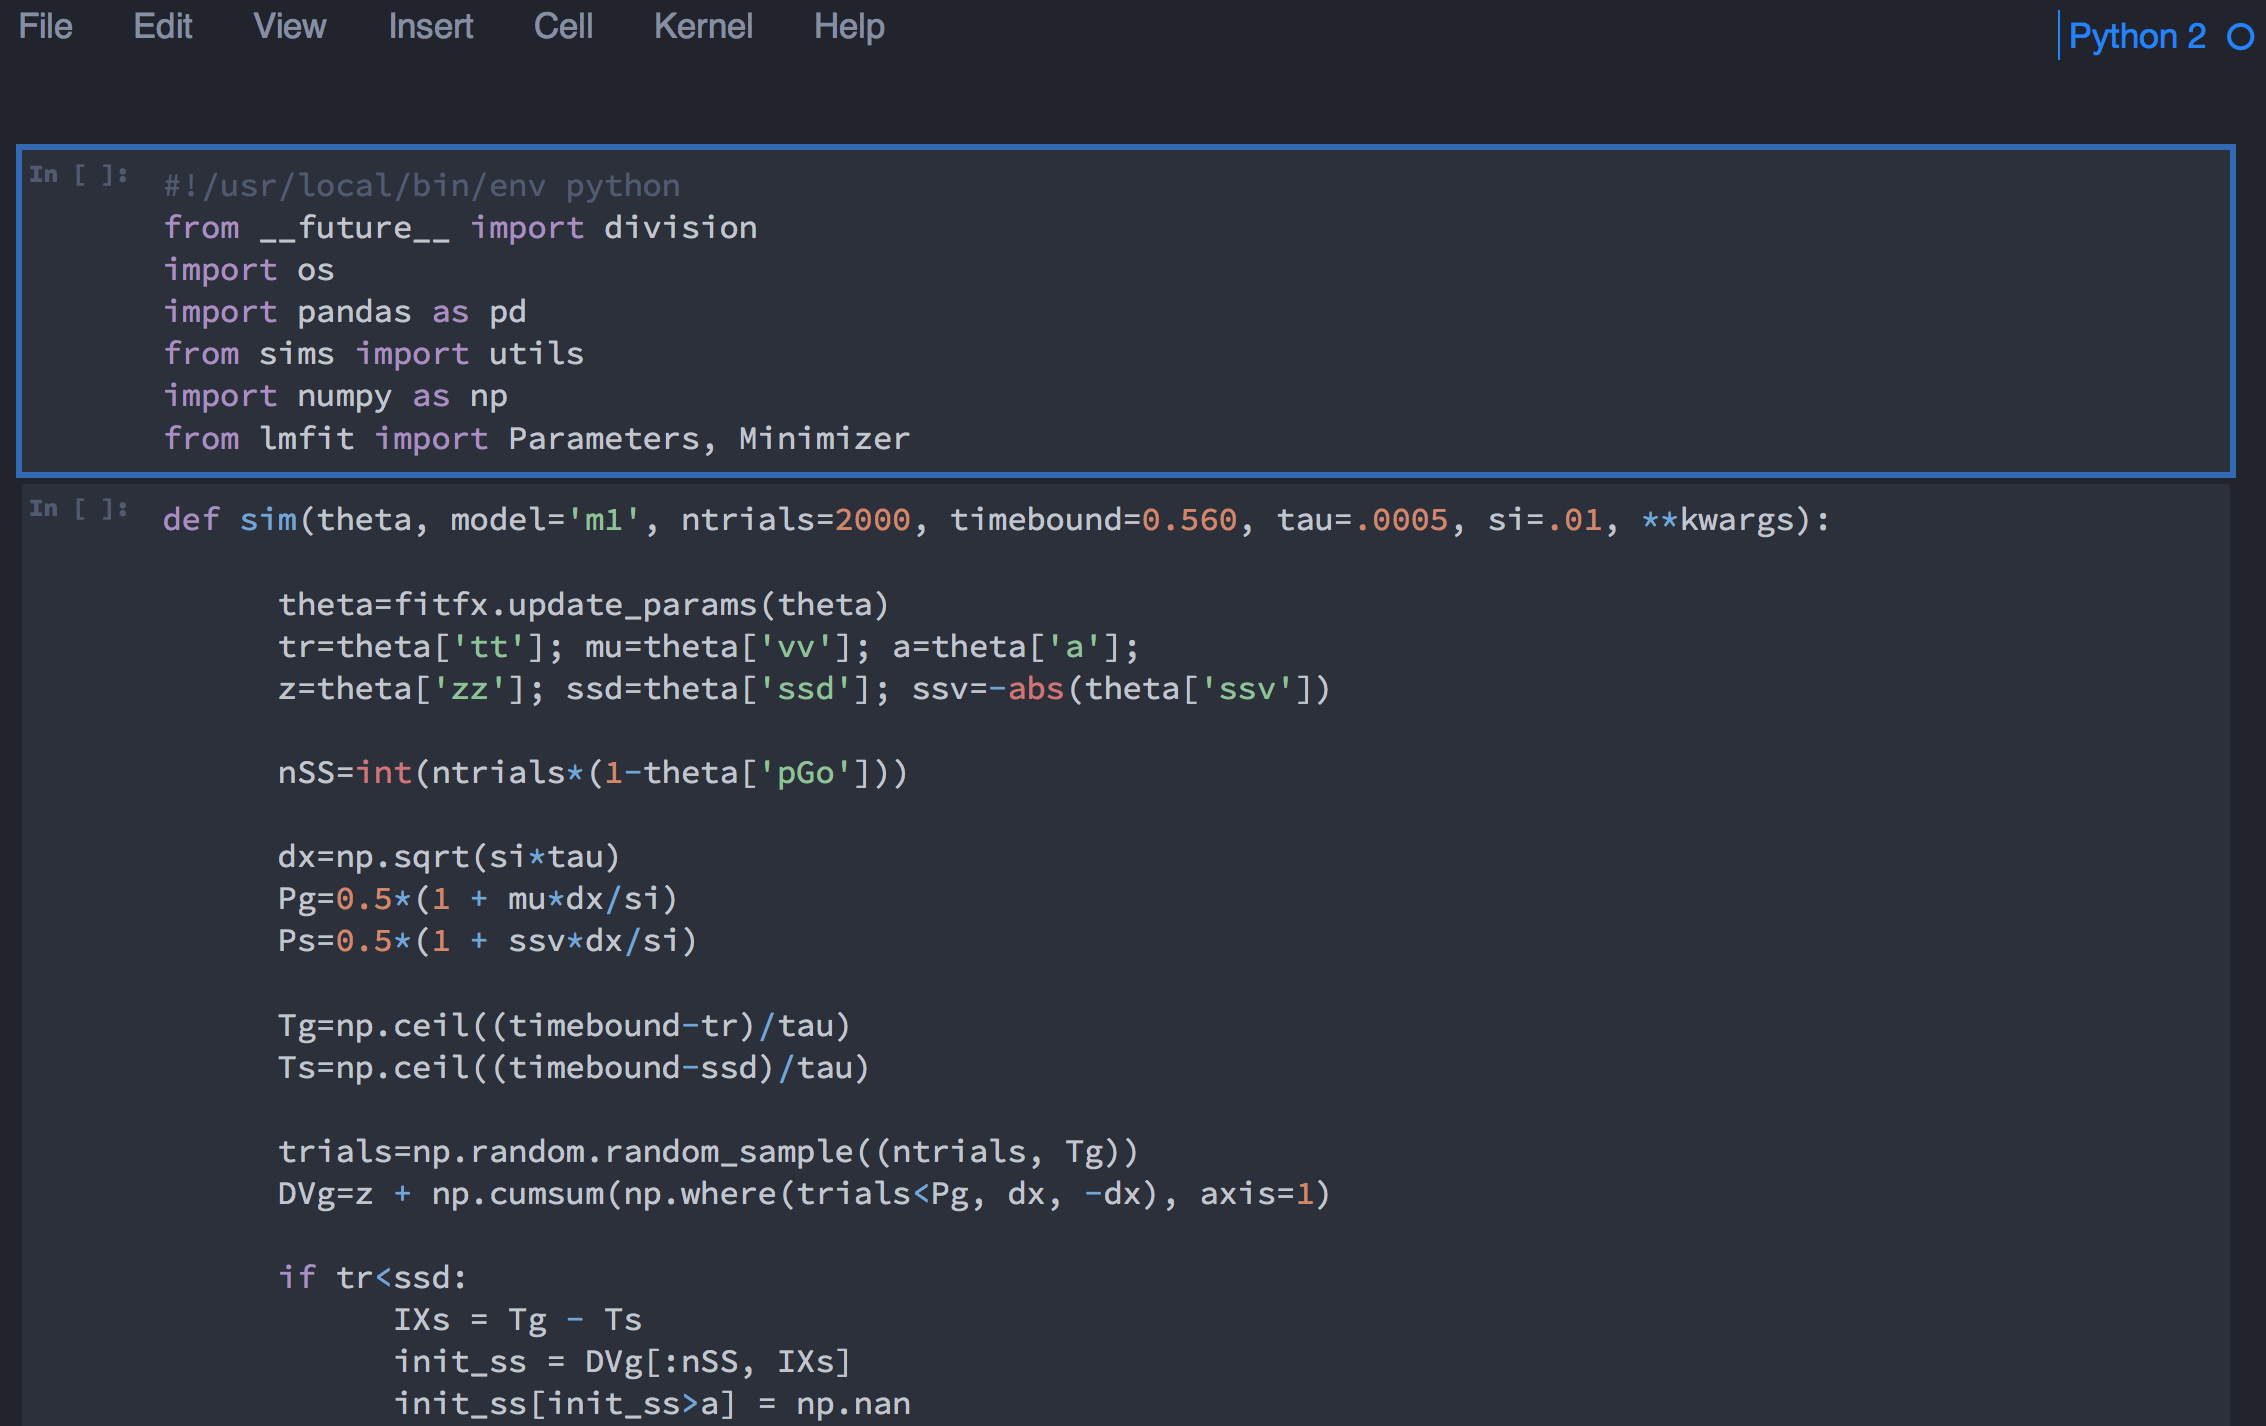 File Edit View Insert Cell Kernel Help Python 2
In [ ]: #!/usr/local/bin/env python
from __future__ import division
import os
import pandas as pd
from sims import utils
import numpy as np
from lmfit import Parameters, Minimizer
In [ ]: def sim(theta, model='m1', ntrials=2000, timebound=0.560, tau=.0005, si=.01, **kwargs):
theta=fitfx.update_params(theta)
tr=theta['tt']; mu=theta['vv']; a=theta['a'];
z=theta['zz']; ssd=theta['ssd']; ssv=-abs(theta['ssv'])
nSS=int(ntrials*(1-theta['pGo']))
dx=np.sqrt(si*tau)
Pg=0.5*(1 + mu*dx/si)
Ps=0.5*(1 + ssv*dx/si)
Tg=np.ceil((timebound-tr)/tau)
Ts=np.ceil((timebound-ssd)/tau)
trials=np.random.random_sample((ntrials, Tg))
DVg=z + np.cumsum(np.where(trials<Pg, dx, -dx), axis=1)
if tr<ssd:
IXs = Tg - Ts
init_ss = DVg[:nSS, IXs]
init_ss[init_ss>a] = np.nan